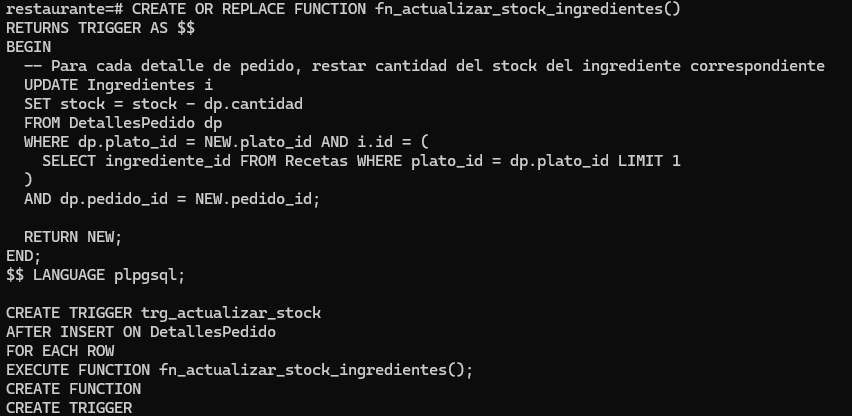 restaurante=# CREATE OR REPLACE FUNCTION fn_actualizar_stock_ingredientes()
RETURNS TRIGGER AS $$
BEGIN
  -- Para cada detalle de pedido, restar cantidad del stock del ingrediente correspondiente
  UPDATE Ingredientes i
  SET stock = stock - dp.cantidad
  FROM DetallesPedido dp
  WHERE dp.plato_id = NEW.plato_id AND i.id = (
    SELECT ingrediente_id FROM Recetas WHERE plato_id = dp.plato_id LIMIT 1
  )
  AND dp.pedido_id = NEW.pedido_id;

  RETURN NEW;
END;
$$ LANGUAGE plpgsql;

CREATE TRIGGER trg_actualizar_stock
AFTER INSERT ON DetallesPedido
FOR EACH ROW
EXECUTE FUNCTION fn_actualizar_stock_ingredientes();
CREATE FUNCTION
CREATE TRIGGER